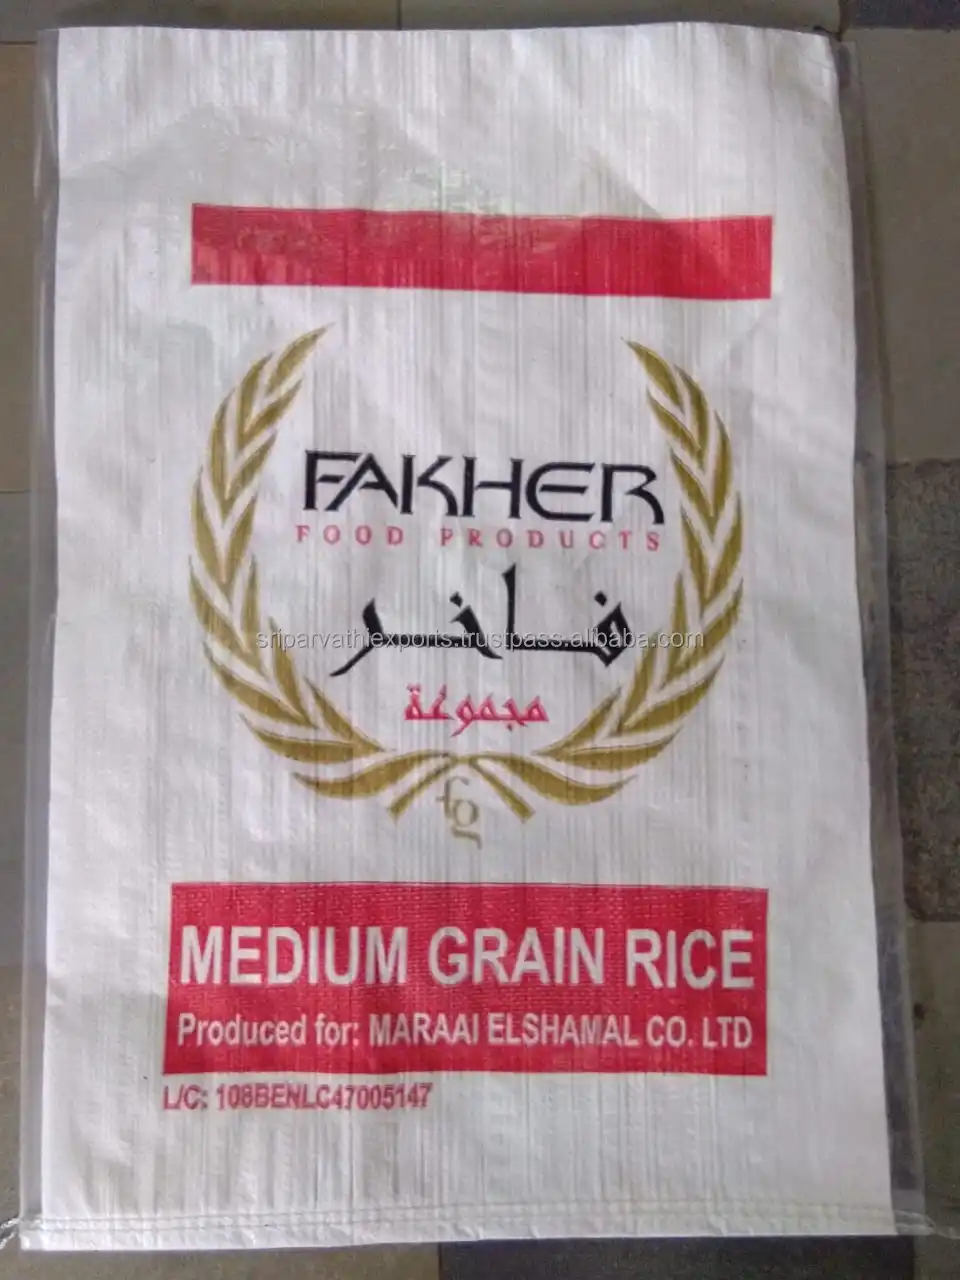 FAKHER
FOOD PRODUCTS
فاخر
sriparvathiexports.trustpass.alibaba.com
مجموعة
fg
MEDIUM GRAIN RICE
Produced for: MARAAI ELSHAMAL CO. LTD
L/C: 108BENLC47005147